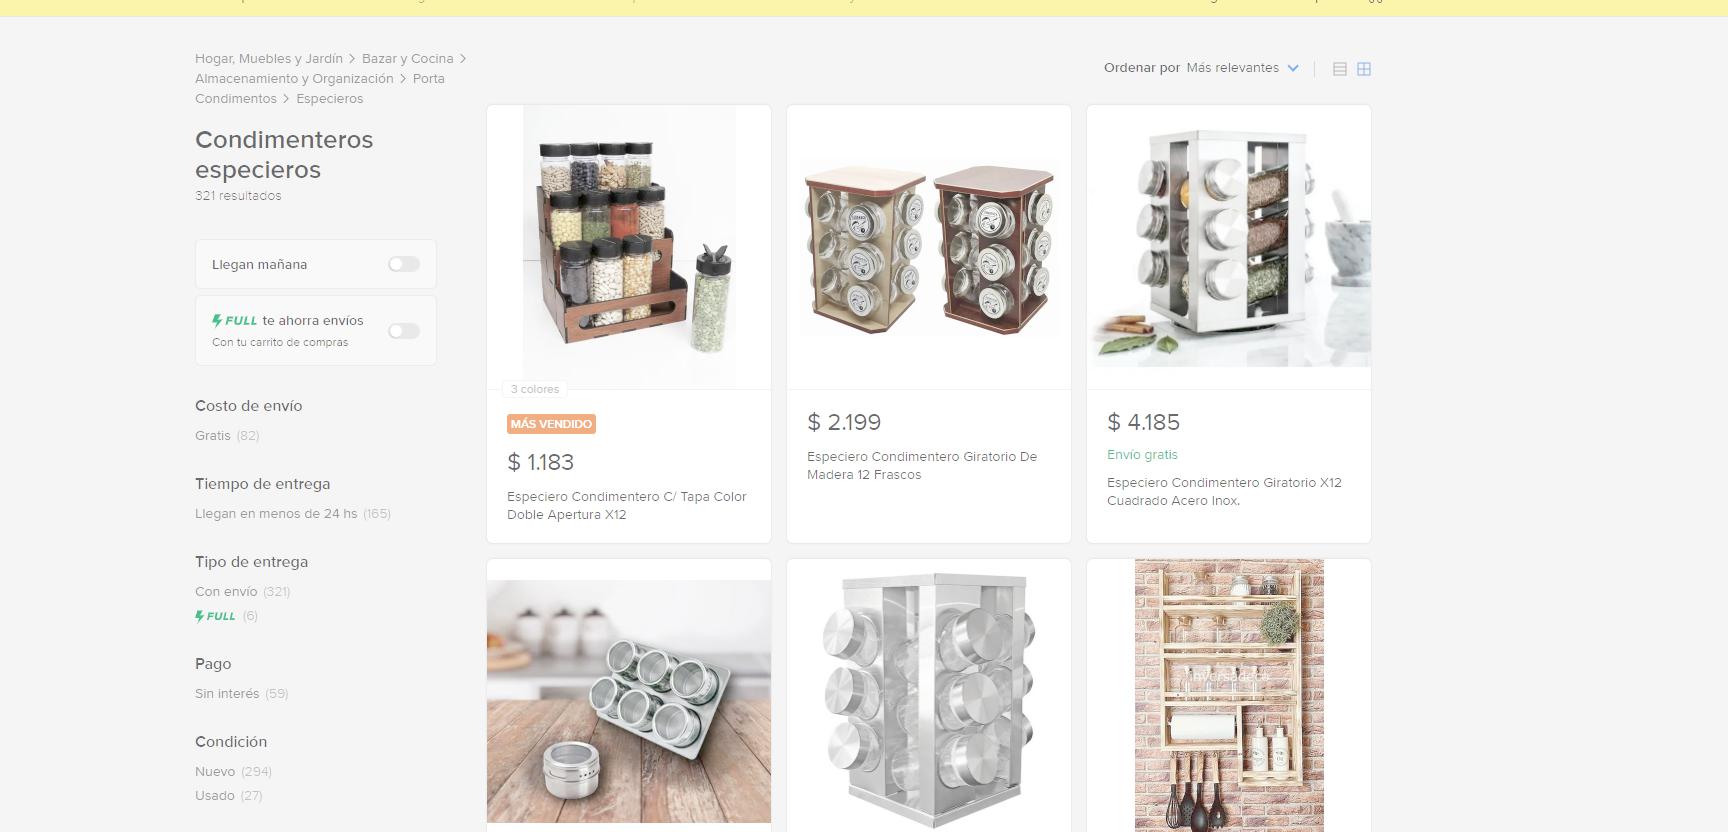 Hogar, Muebles y Jardín > Bazar y Cocina >
Almacenamiento y Organización > Porta
Condimentos > Especieros
Condimenteros
especieros
321 resultados
Llegan mañana
FULL te ahorra envíos
Con tu carrito de compras
Costo de envío
Gratis (82)
Tiempo de entrega
Llegan en menos de 24 hs (165)
Tipo de entrega
Con envío (321)
FULL (6)
Pago
Sin interés (59)
Condición
Nuevo (294)
Usado (27)
Ordenar por Más relevantes
3 colores
MÁS VENDIDO
$ 1.183
Especiero Condimentero C/ Tapa Color
Doble Apertura X12
$ 2.199
Especiero Condimentero Giratorio De
Madera 12 Frascos
$ 4.185
Envío gratis
Especiero Condimentero Giratorio X12
Cuadrado Acero Inox.